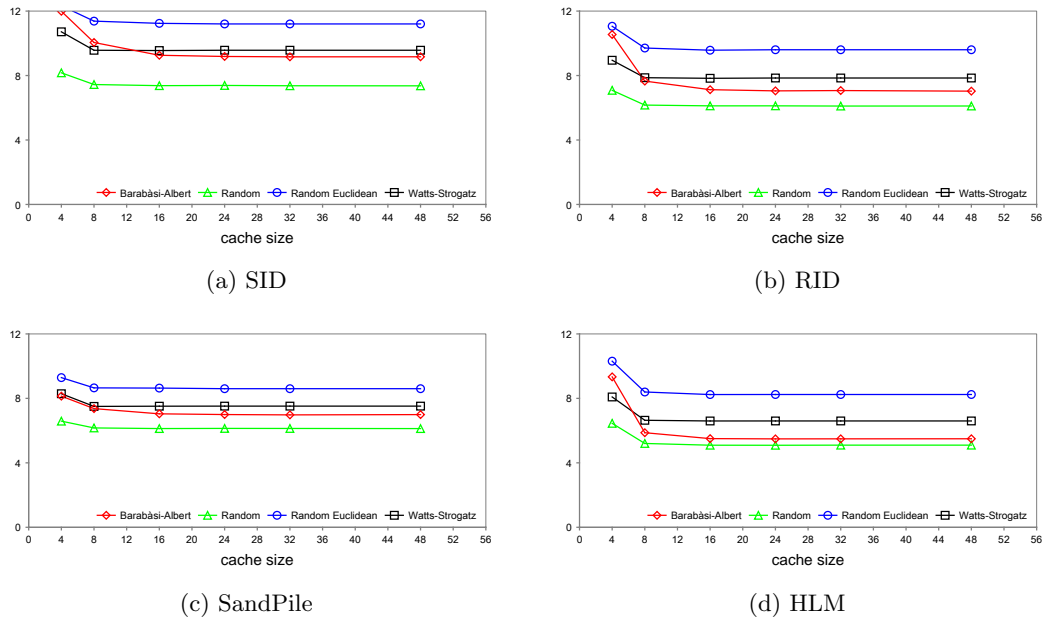 12
8
4
0
Barabàsi-Albert Random Random Euclidean Watts-Strogatz
0 4 8 12 16 20 24 28 32 36 40 44 48 52 56
cache size
(a) SID
12
8
4
0
Barabàsi-Albert Random Random Euclidean Watts-Strogatz
0 4 8 12 16 20 24 28 32 36 40 44 48 52 56
cache size
(b) RID
12
8
4
0
Barabàsi-Albert Random Random Euclidean Watts-Strogatz
0 4 8 12 16 20 24 28 32 36 40 44 48 52 56
cache size
(c) SandPile
12
8
4
0
Barabàsi-Albert Random Random Euclidean Watts-Strogatz
0 4 8 12 16 20 24 28 32 36 40 44 48 52 56
cache size
(d) HLM